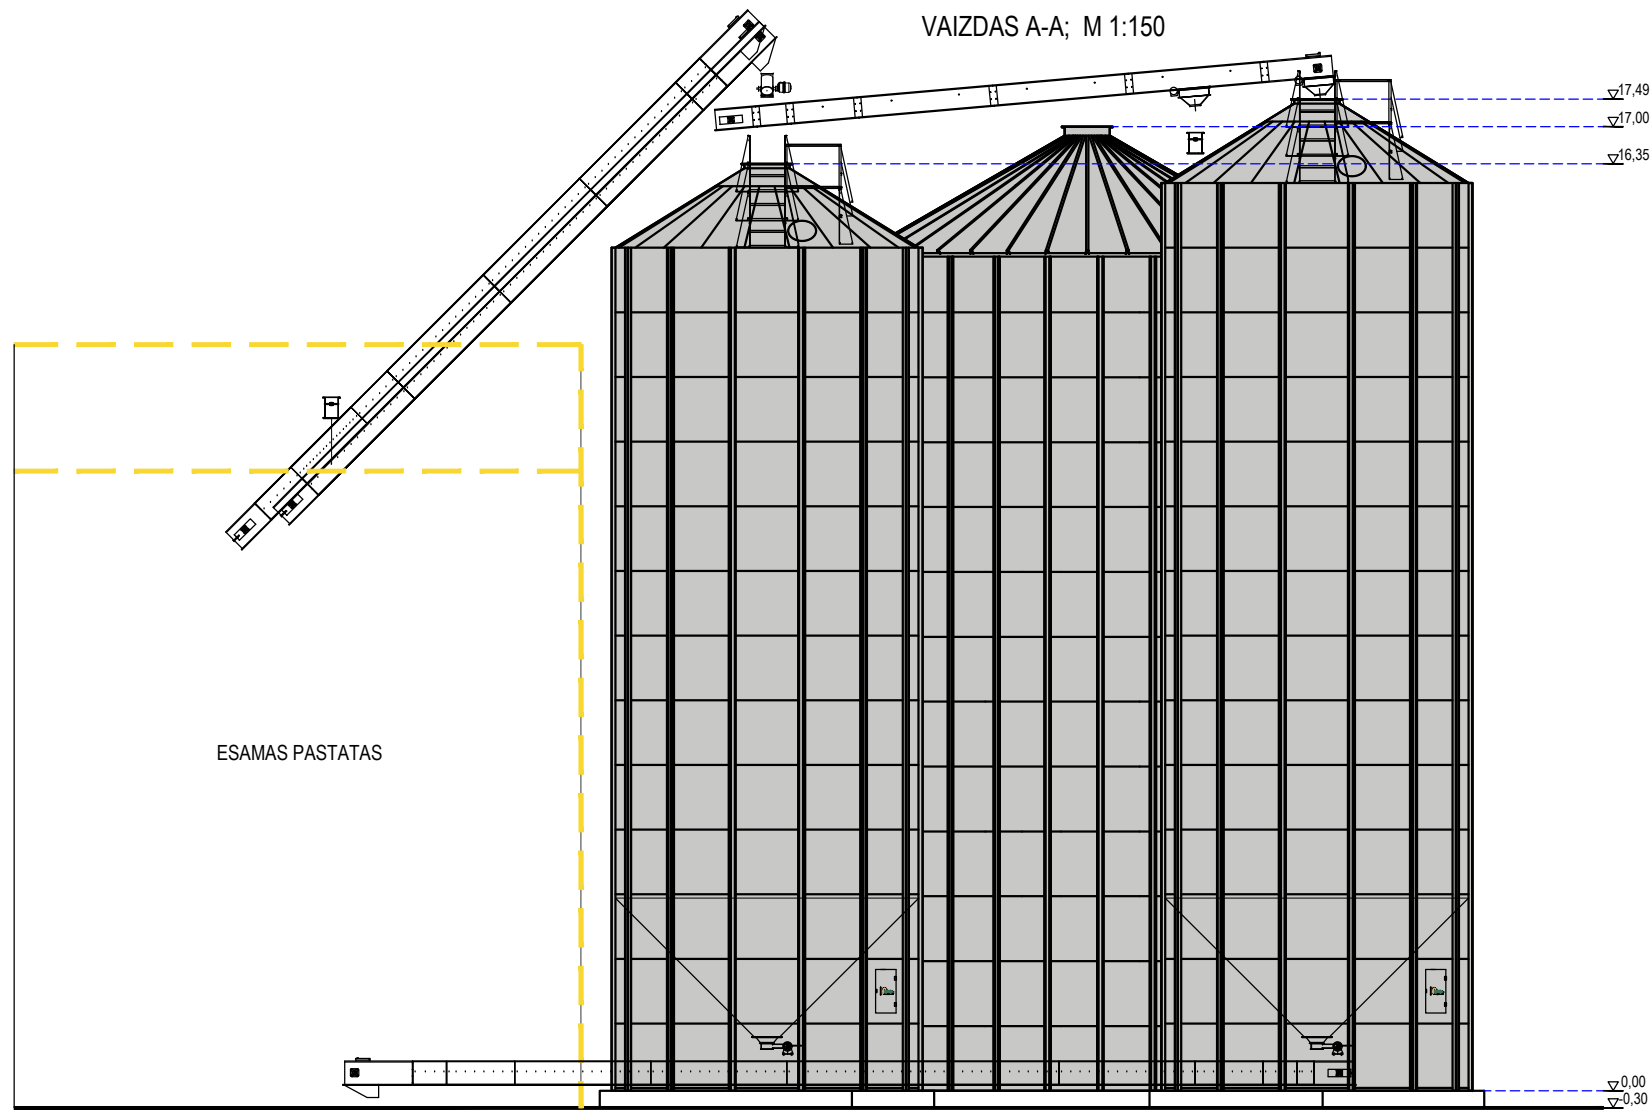 VAIZDAS A-A; M 1:150
17,49
17,00
16,35
ESAMAS PASTATAS
0,00
-0,30